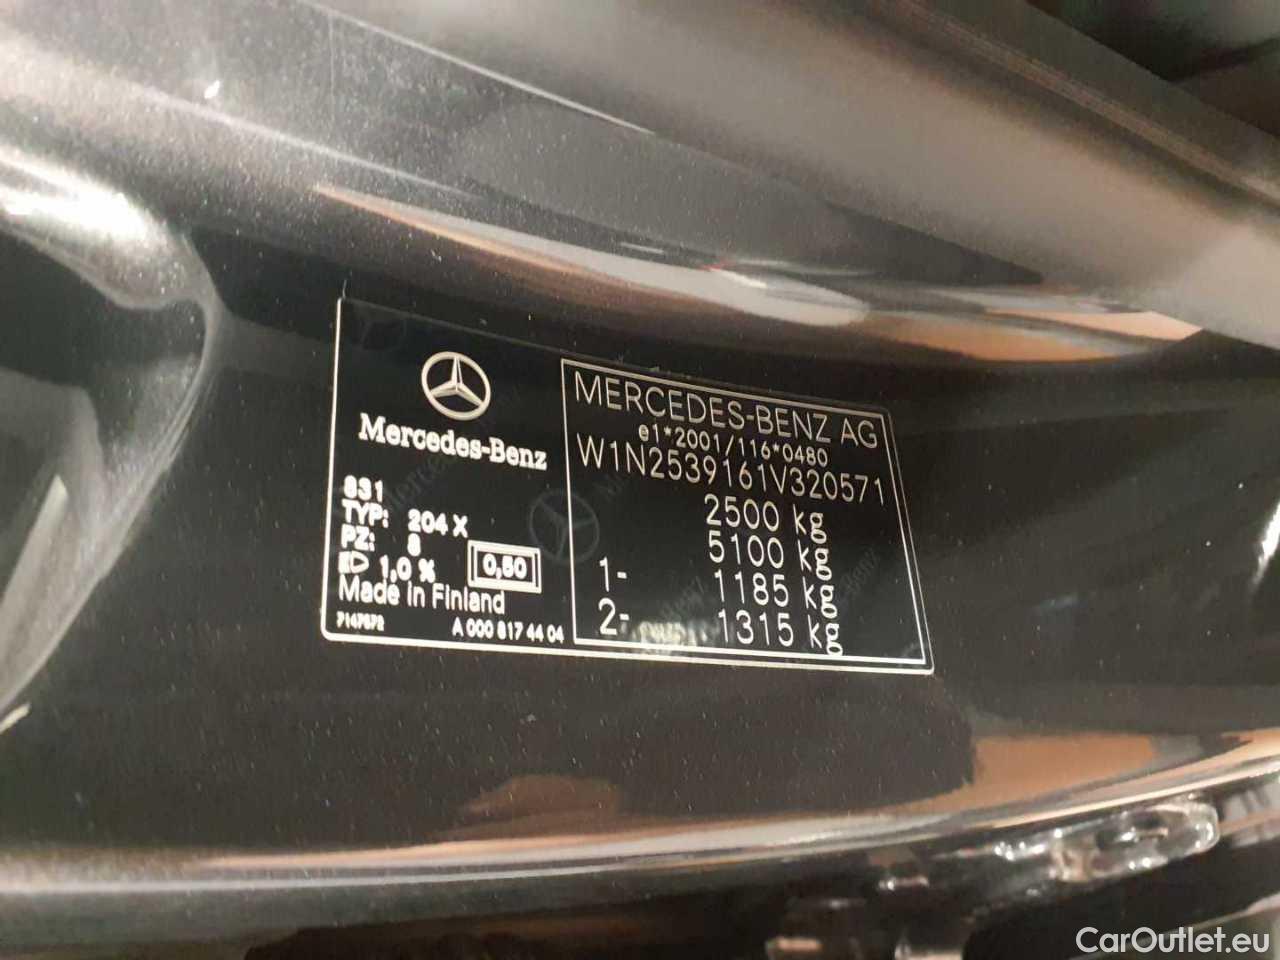 Mercedes-Benz
831
TYP: 204 X
PZ: 8
1,0 % 0,50
Made in Finland
7147572 A 000 817 44 04
MERCEDES-BENZ AG
e1*2001/116*0480
W1N2539161V320571
2500 kg
5100 kg
1- 1185 kg
2- 1315 kg
CarOutlet.eu